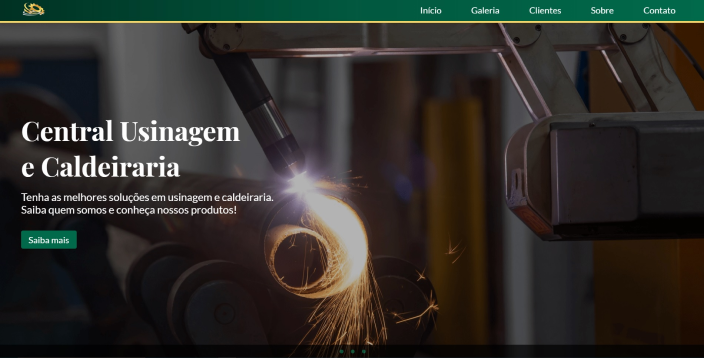 Início Galeria Clientes Sobre Contato
Central Usinagem
e Caldeiraria
Tenha as melhores soluções em usinagem e caldeiraria.
Saiba quem somos e conheça nossos produtos!
Saiba mais